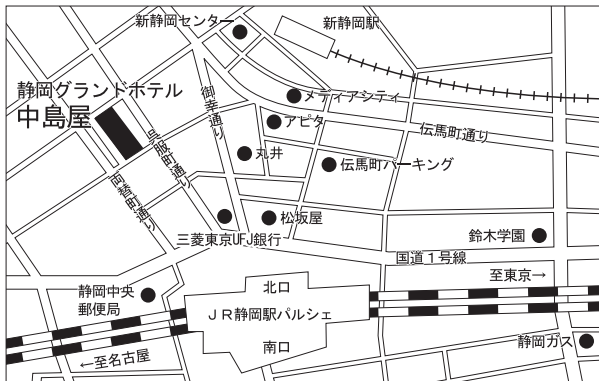 新静岡センター
新静岡駅
静岡グランドホテル
中島屋
御幸通り
メディアシティ
アピタ
伝馬町通り
呉服町通り
丸井
伝馬町パーキング
両替町通り
松坂屋
三菱東京UFJ銀行
鈴木学園
国道1号線
至東京→
北口
静岡中央
郵便局
JR静岡駅パルシェ
南口
静岡ガス
←至名古屋